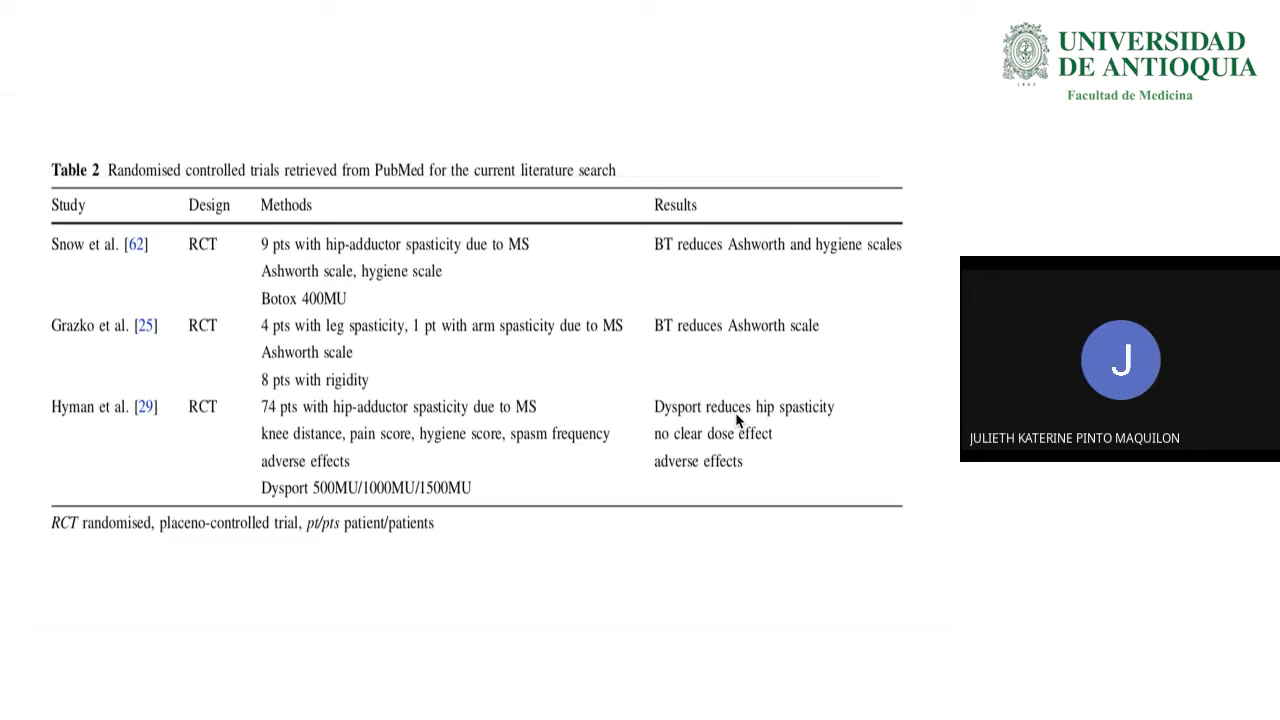 UNIVERSIDAD
DE ANTIOQUIA
1803
Facultad de Medicina
Table 2 Randomised controlled trials retrieved from PubMed for the current literature search
Study Design Methods Results
Snow et al. [62] RCT 9 pts with hip-adductor spasticity due to MS BT reduces Ashworth and hygiene scales
Ashworth scale, hygiene scale
Botox 400MU
Grazko et al. [25] RCT 4 pts with leg spasticity, 1 pt with arm spasticity due to MS BT reduces Ashworth scale
Ashworth scale
8 pts with rigidity
Hyman et al. [29] RCT 74 pts with hip-adductor spasticity due to MS Dysport reduces hip spasticity
knee distance, pain score, hygiene score, spasm frequency no clear dose effect
adverse effects adverse effects
Dysport 500MU/1000MU/1500MU
RCT randomised, placeno-controlled trial, pt/pts patient/patients
J
JULIETH KATERINE PINTO MAQUILON